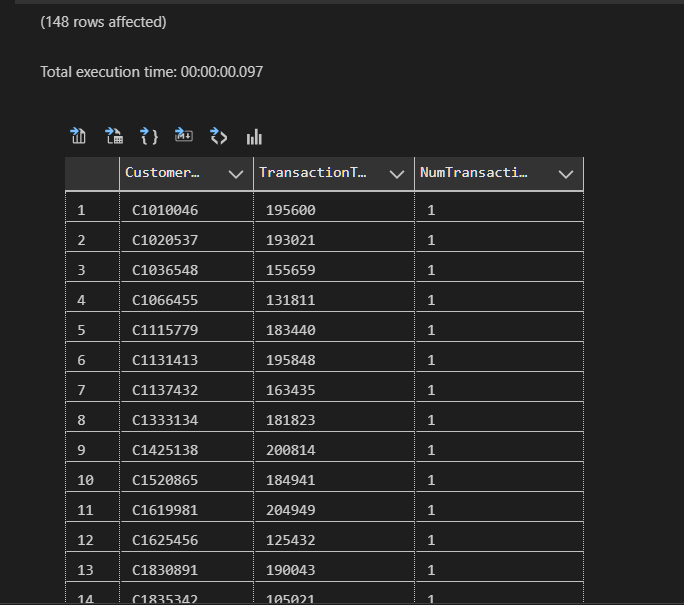 (148 rows affected)
Total execution time: 00:00:00.097
Customer… TransactionT… NumTransacti…
1 C1010046 195600 1
2 C1020537 193021 1
3 C1036548 155659 1
4 C1066455 131811 1
5 C1115779 183440 1
6 C1131413 195848 1
7 C1137432 163435 1
8 C1333134 181823 1
9 C1425138 200814 1
10 C1520865 184941 1
11 C1619981 204949 1
12 C1625456 125432 1
13 C1830891 190043 1
14 C1835342 105021 1